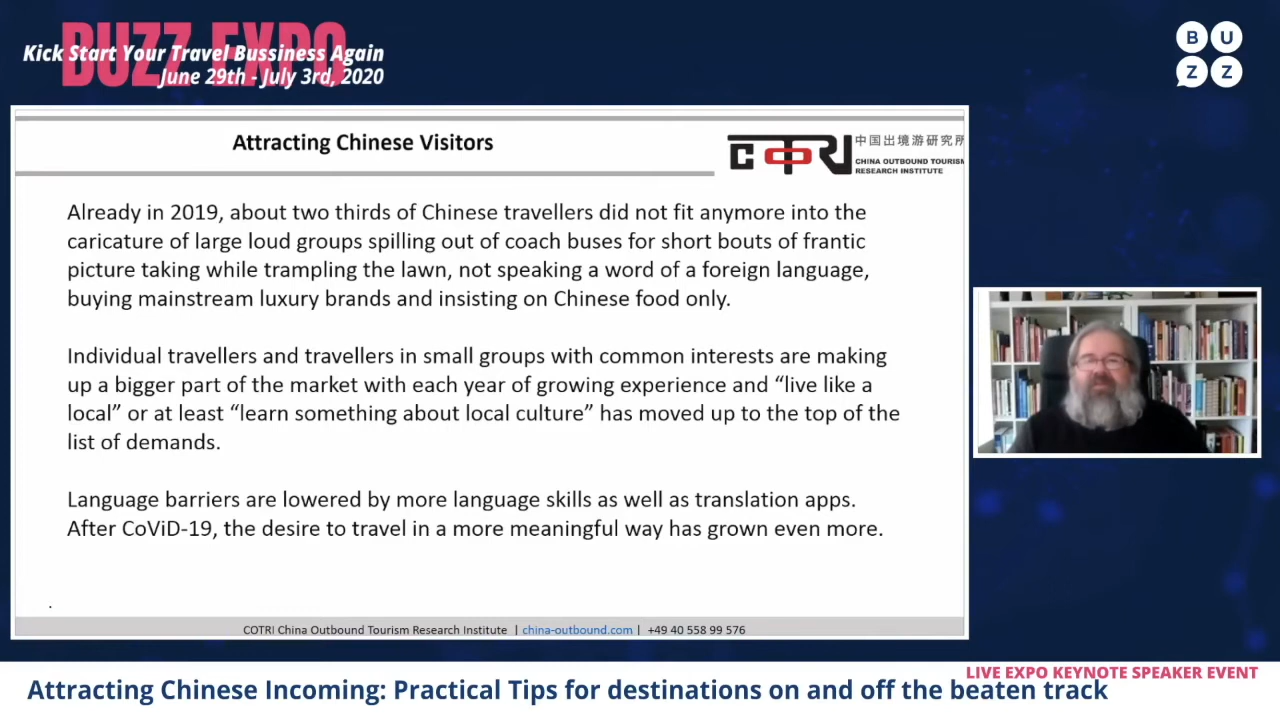 BUZZ EXPO
Kick Start Your Travel Bussiness Again
June 29th - July 3rd, 2020
B U
Z Z
Attracting Chinese Visitors
COTRI
中国出境游研究所
CHINA OUTBOUND TOURISM
RESEARCH INSTITUTE
Already in 2019, about two thirds of Chinese travellers did not fit anymore into the
caricature of large loud groups spilling out of coach buses for short bouts of frantic
picture taking while trampling the lawn, not speaking a word of a foreign language,
buying mainstream luxury brands and insisting on Chinese food only.
Individual travellers and travellers in small groups with common interests are making
up a bigger part of the market with each year of growing experience and “live like a
local” or at least “learn something about local culture” has moved up to the top of the
list of demands.
Language barriers are lowered by more language skills as well as translation apps.
After CoViD-19, the desire to travel in a more meaningful way has grown even more.
.
COTRI China Outbound Tourism Research Institute | china-outbound.com | +49 40 558 99 576
LIVE EXPO KEYNOTE SPEAKER EVENT
Attracting Chinese Incoming: Practical Tips for destinations on and off the beaten track